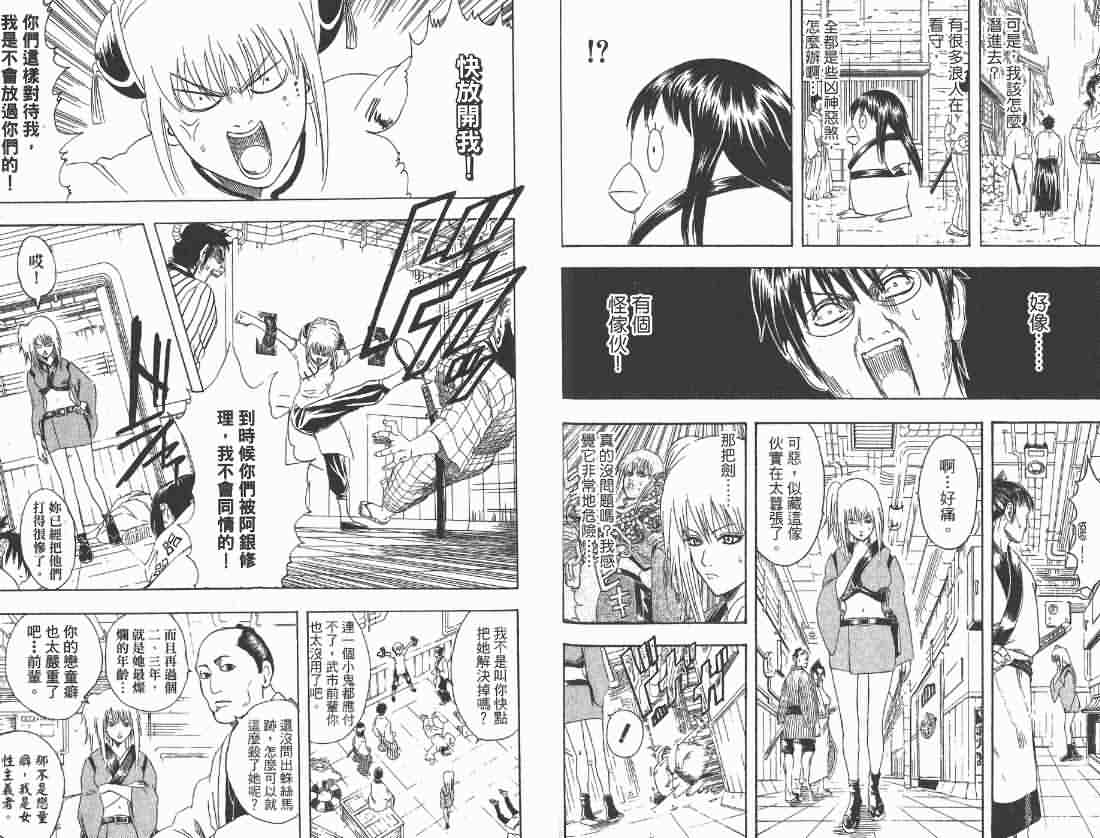 可是，我該怎麼
潛進去？
有很多浪人在
看守，
全都是些凶神惡煞，
怎麼辦啊……
!?
好像……
有個
怪傢伙！
啊…好痛。
可惡，似藏這傢
伙實在太囂張了。
那把劍……
真的沒問題嗎？我感
覺它非常地危險…
快放開我！
你們這樣對待我，
我是不會放過你們的！
到時候你們被阿銀修
理，我不會同情的！
哎！
妳已經把他們
打得很慘了。
我不是叫你快點
把她解決掉嗎？
連一個小鬼都應付
不了，武市前輩你
也太沒用了吧。
還沒問出蛛絲馬
跡，怎麼可以就
這麼殺了她呢？
而且再過個
二、三年，
就是她最燦
爛的年齡…
你的戀童癖
也太嚴重了
吧…前輩。
那不是戀童
癖，我是女
性主義者。